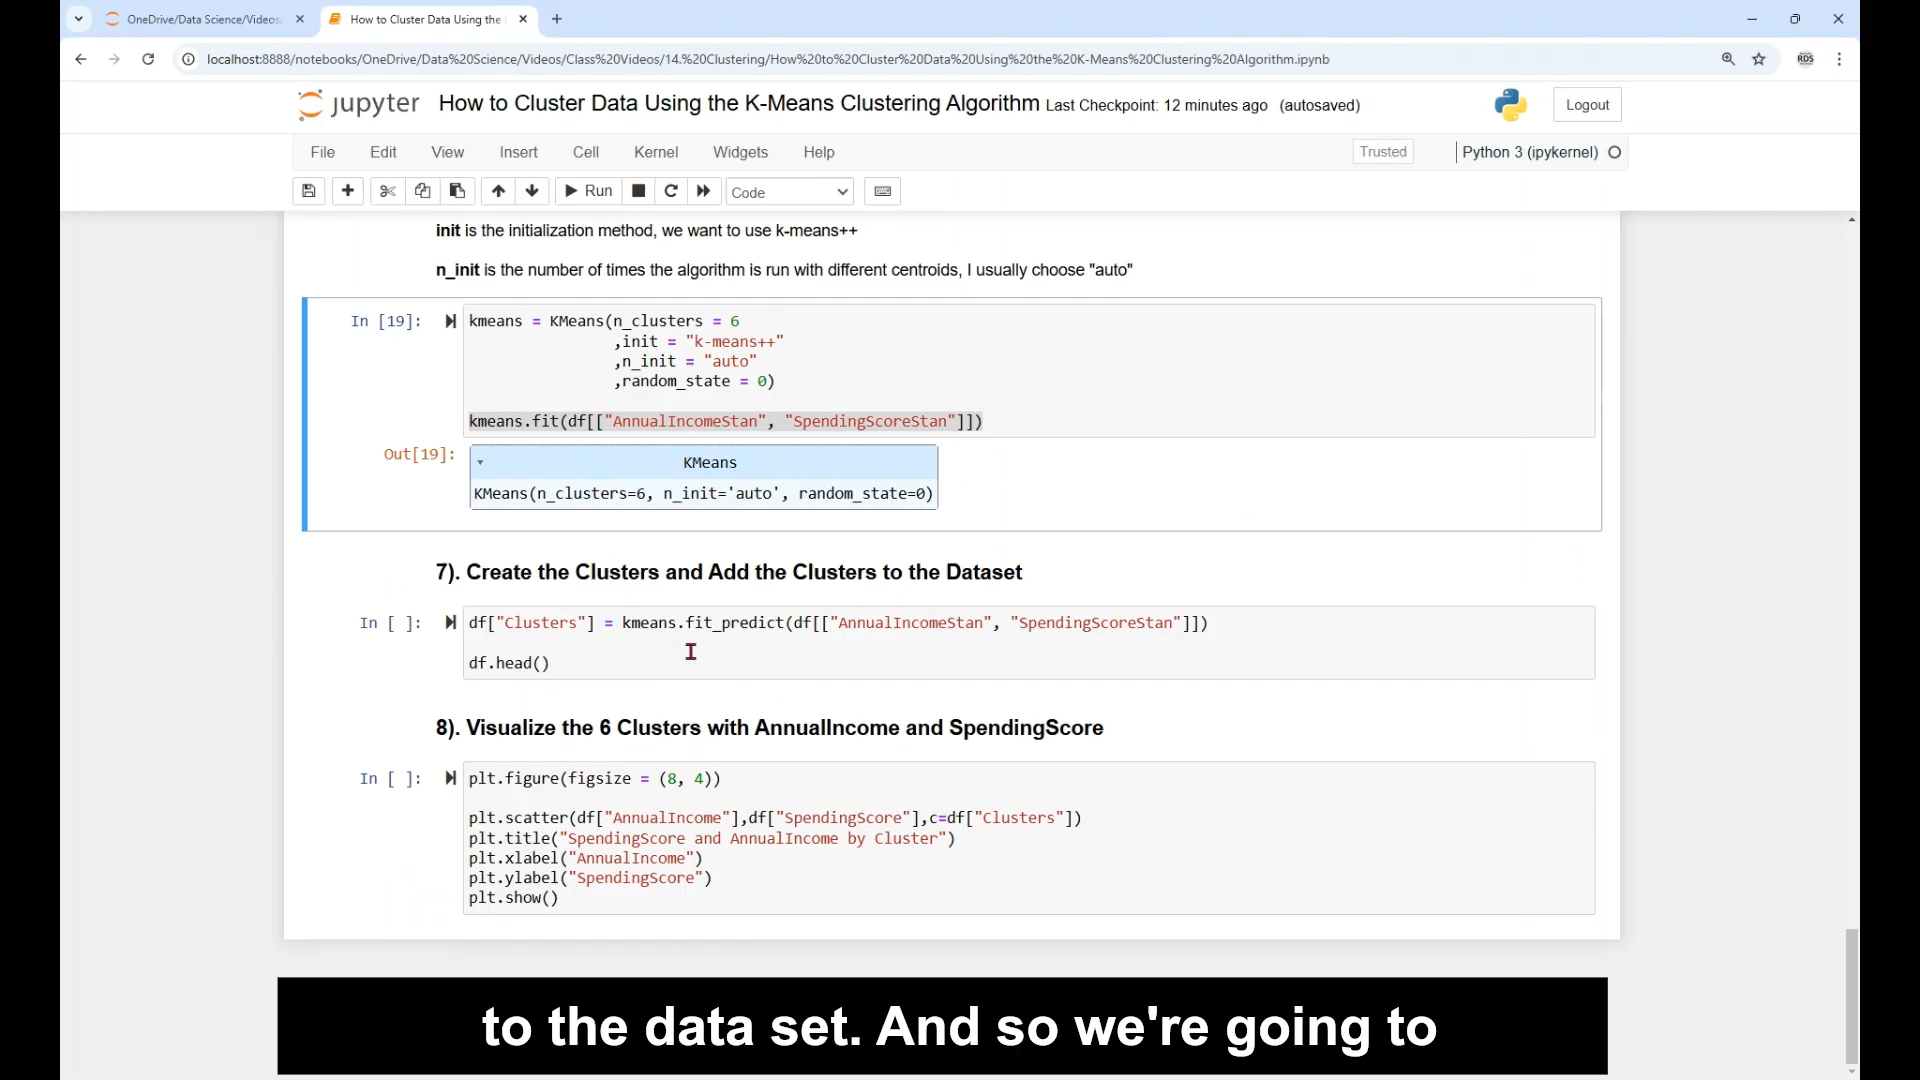 OneDrive/Data Science/Videos/
How to Cluster Data Using the
localhost:8888/notebooks/OneDrive/Data%20Science/Videos/Class%20Videos/14.%20Clustering/How%20to%20Cluster%20Data%20Using%20the%20K-Means%20Clustering%20Algorithm.ipynb
RDS
jupyter How to Cluster Data Using the K-Means Clustering Algorithm Last Checkpoint: 12 minutes ago (autosaved)
Logout
File Edit View Insert Cell Kernel Widgets Help
Trusted
Python 3 (ipykernel)
Run
Code
init is the initialization method, we want to use k-means++
n_init is the number of times the algorithm is run with different centroids, I usually choose "auto"
In [19]: kmeans = KMeans(n_clusters = 6
,init = "k-means++"
,n_init = "auto"
,random_state = 0)
kmeans.fit(df[["AnnualIncomeStan", "SpendingScoreStan"]])
Out[19]:
KMeans
KMeans(n_clusters=6, n_init='auto', random_state=0)
7). Create the Clusters and Add the Clusters to the Dataset
In [ ]: df["Clusters"] = kmeans.fit_predict(df[["AnnualIncomeStan", "SpendingScoreStan"]])
df.head()
8). Visualize the 6 Clusters with AnnualIncome and SpendingScore
In [ ]: plt.figure(figsize = (8, 4))
plt.scatter(df["AnnualIncome"],df["SpendingScore"],c=df["Clusters"])
plt.title("SpendingScore and AnnualIncome by Cluster")
plt.xlabel("AnnualIncome")
plt.ylabel("SpendingScore")
plt.show()
to the data set. And so we're going to